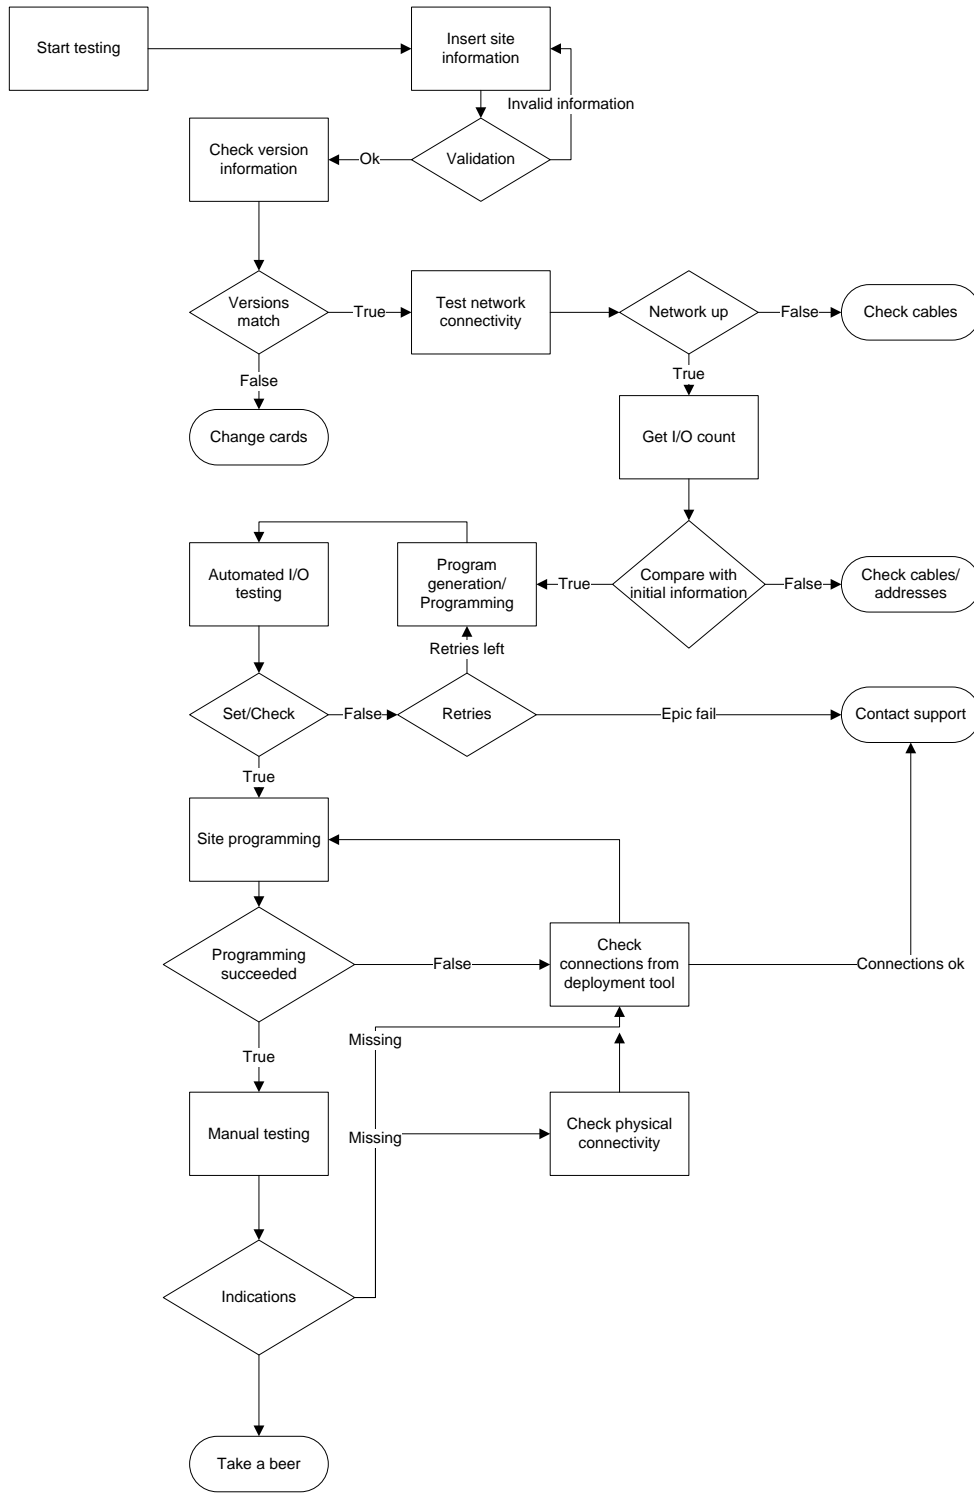 Start testing
Insert site
information
Invalid information
Check version
information
Ok
Validation
Versions
match
True
Test network
connectivity
Network up
False
Check cables
False
True
Change cards
Get I/O count
Automated I/O
testing
Program
generation/
Programming
True
Compare with
initial information
False
Check cables/
addresses
Retries left
Set/Check
False
Retries
Epic fail
Contact support
True
Site programming
Programming
succeeded
False
Check
connections from
deployment tool
Connections ok
Missing
True
Manual testing
Missing
Check physical
connectivity
Indications
Take a beer